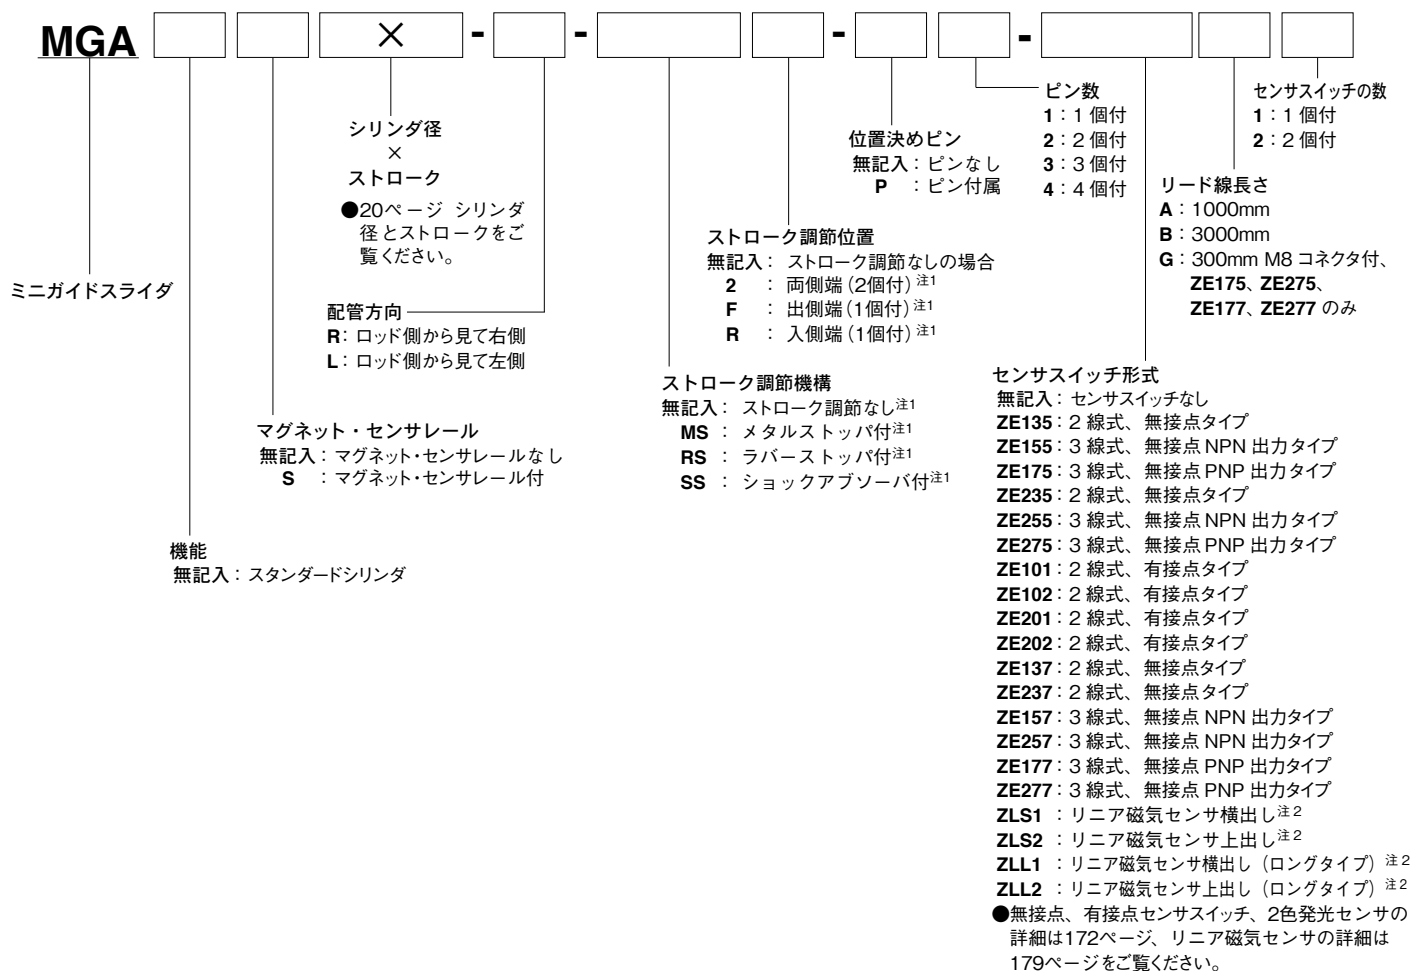 MGA × - - - -
ミニガイドスライダ
機能
無記入：スタンダードシリンダ
マグネット・センサレール
無記入：マグネット・センサレールなし
S ：マグネット・センサレール付
シリンダ径
×
ストローク
●20ページ シリンダ
径とストロークをご
覧ください。
配管方向
R：ロッド側から見て右側
L：ロッド側から見て左側
ストローク調節機構
無記入：ストローク調節なし注1
MS ：メタルストッパ付注1
RS ：ラバーストッパ付注1
SS ：ショックアブソーバ付注1
ストローク調節位置
無記入：ストローク調節なしの場合
2 ：両側端（2個付）注1
F ：出側端（1個付）注1
R ：入側端（1個付）注1
位置決めピン
無記入：ピンなし
P ：ピン付属
ピン数
1：1 個付
2：2 個付
3：3 個付
4：4 個付
センサスイッチ形式
無記入：センサスイッチなし
ZE135：2 線式、無接点タイプ
ZE155：3 線式、無接点 NPN 出力タイプ
ZE175：3 線式、無接点 PNP 出力タイプ
ZE235：2 線式、無接点タイプ
ZE255：3 線式、無接点 NPN 出力タイプ
ZE275：3 線式、無接点 PNP 出力タイプ
ZE101：2 線式、有接点タイプ
ZE102：2 線式、有接点タイプ
ZE201：2 線式、有接点タイプ
ZE202：2 線式、有接点タイプ
ZE137：2 線式、無接点タイプ
ZE237：2 線式、無接点タイプ
ZE157：3 線式、無接点 NPN 出力タイプ
ZE257：3 線式、無接点 NPN 出力タイプ
ZE177：3 線式、無接点 PNP 出力タイプ
ZE277：3 線式、無接点 PNP 出力タイプ
ZLS1 ：リニア磁気センサ横出し注2
ZLS2 ：リニア磁気センサ上出し注2
ZLL1 ：リニア磁気センサ横出し（ロングタイプ）注2
ZLL2 ：リニア磁気センサ上出し（ロングタイプ）注2
●無接点、有接点センサスイッチ、2色発光センサの
詳細は172ページ、リニア磁気センサの詳細は
179ページをご覧ください。
リード線長さ
A：1000mm
B：3000mm
G：300mm M8 コネクタ付、
ZE175、ZE275、
ZE177、ZE277 のみ
センサスイッチの数
1：1 個付
2：2 個付